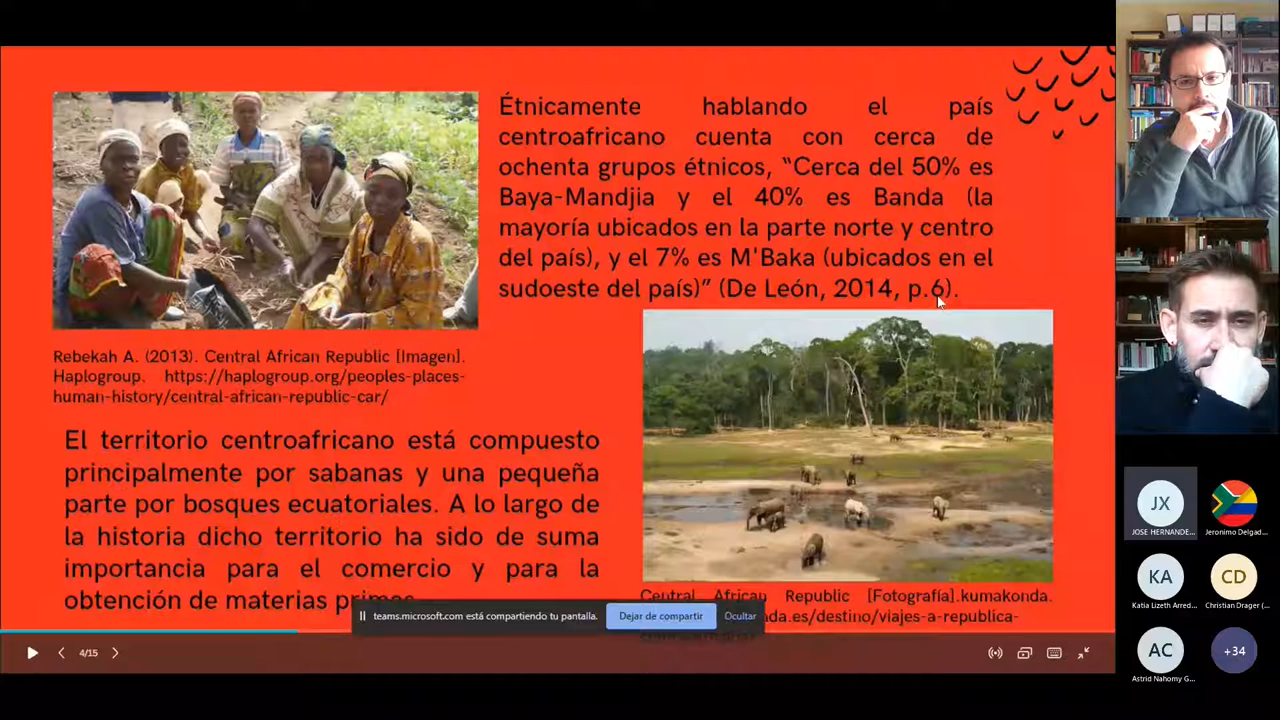 Étnicamente hablando el país
centroafricano cuenta con cerca de
ochenta grupos étnicos, “Cerca del 50% es
Baya-Mandjia y el 40% es Banda (la
mayoría ubicados en la parte norte y centro
del país), y el 7% es M'Baka (ubicados en el
sudoeste del país)” (De León, 2014, p.6).
Rebekah A. (2013). Central African Republic [Imagen].
Haplogroup. https://haplogroup.org/peoples-places-
human-history/central-african-republic-car/
El territorio centroafricano está compuesto
principalmente por sabanas y una pequeña
parte por bosques ecuatoriales. A lo largo de
la historia dicho territorio ha sido de suma
importancia para el comercio y para la
obtención de materias primas.
Central African Republic [Fotografía].kumakonda.
nda.es/destino/viajes-a-republica-
teams.microsoft.com está compartiendo tu pantalla.
Dejar de compartir
Ocultar
4/15
JX
JOSE HERNANDE...
Jeronimo Delgad...
KA
Katia Lizeth Arred...
CD
Christian Drager (...
AC
Astrid Nahomy G...
+34